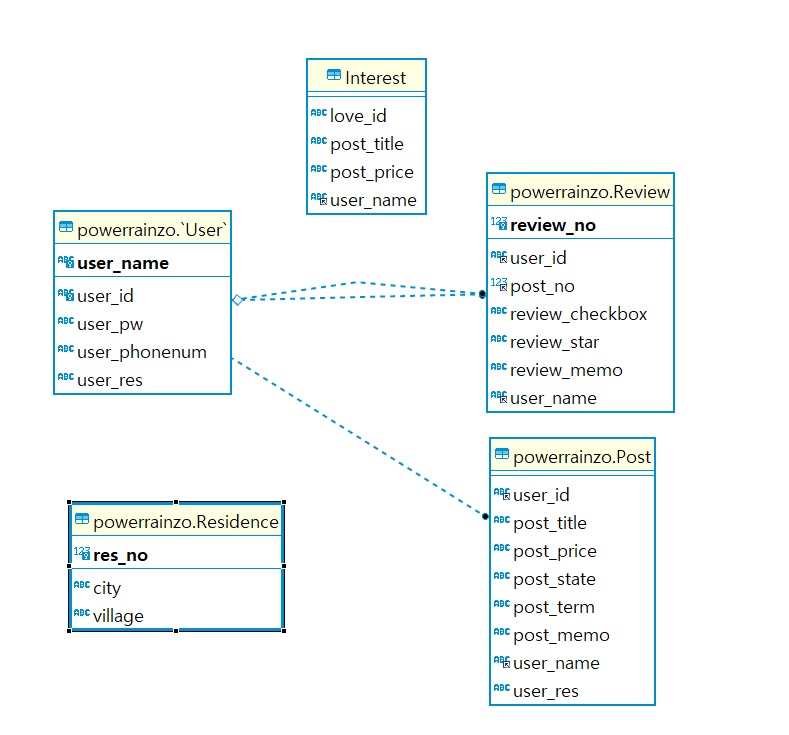 Interest
love_id
post_title
post_price
user_name
powerrainzo.Review
review_no
user_id
post_no
review_checkbox
review_star
review_memo
user_name
powerrainzo.`User`
user_name
user_id
user_pw
user_phonenum
user_res
powerrainzo.Post
user_id
post_title
post_price
post_state
post_term
post_memo
user_name
user_res
powerrainzo.Residence
res_no
city
village